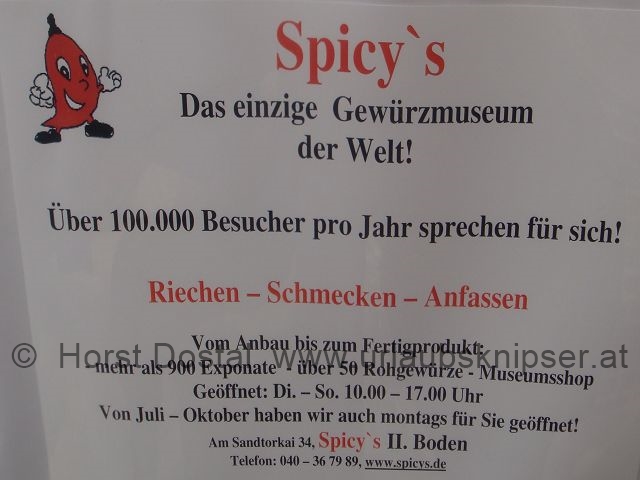 Spicy`s
Das einzige Gewürzmuseum
der Welt!
Über 100.000 Besucher pro Jahr sprechen für sich!
Riechen – Schmecken – Anfassen
Vom Anbau bis zum Fertigprodukt:
© Horst Dostal www.urlaubsknipser.at
mehr als 900 Exponate - über 50 Rohgewürze - Museumsshop
Geöffnet: Di. – So. 10.00 – 17.00 Uhr
Von Juli – Oktober haben wir auch montags für Sie geöffnet!
Am Sandtorkai 34, Spicy`s II. Boden
Telefon: 040 – 36 79 89, www.spicys.de